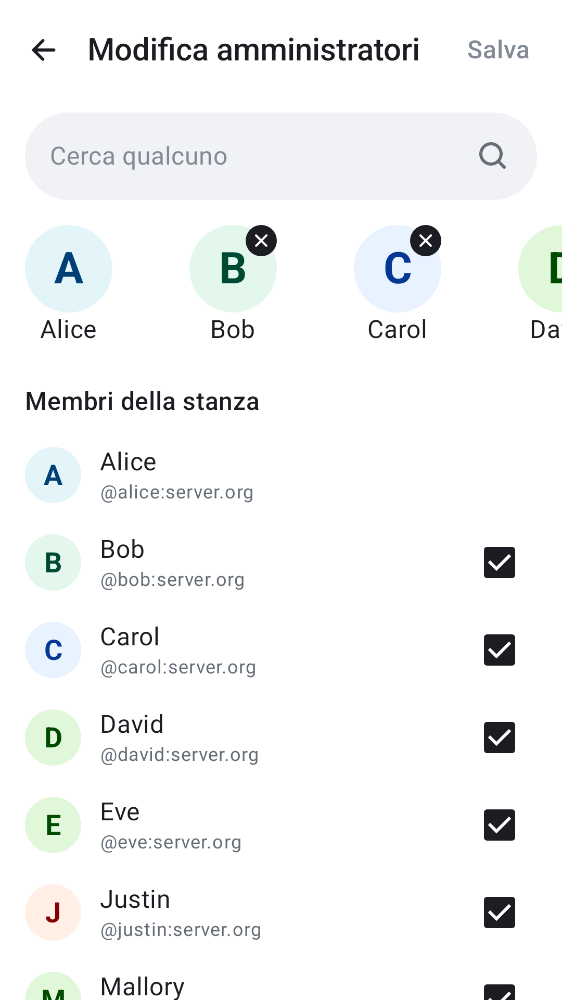 Modifica amministratori
Salva
Cerca qualcuno
A
B
C
D
Alice
Bob
Carol
Da
Membri della stanza
A
Alice
@alice:server.org
B
Bob
@bob:server.org
C
Carol
@carol:server.org
D
David
@david:server.org
E
Eve
@eve:server.org
J
Justin
@justin:server.org
M
Mallory